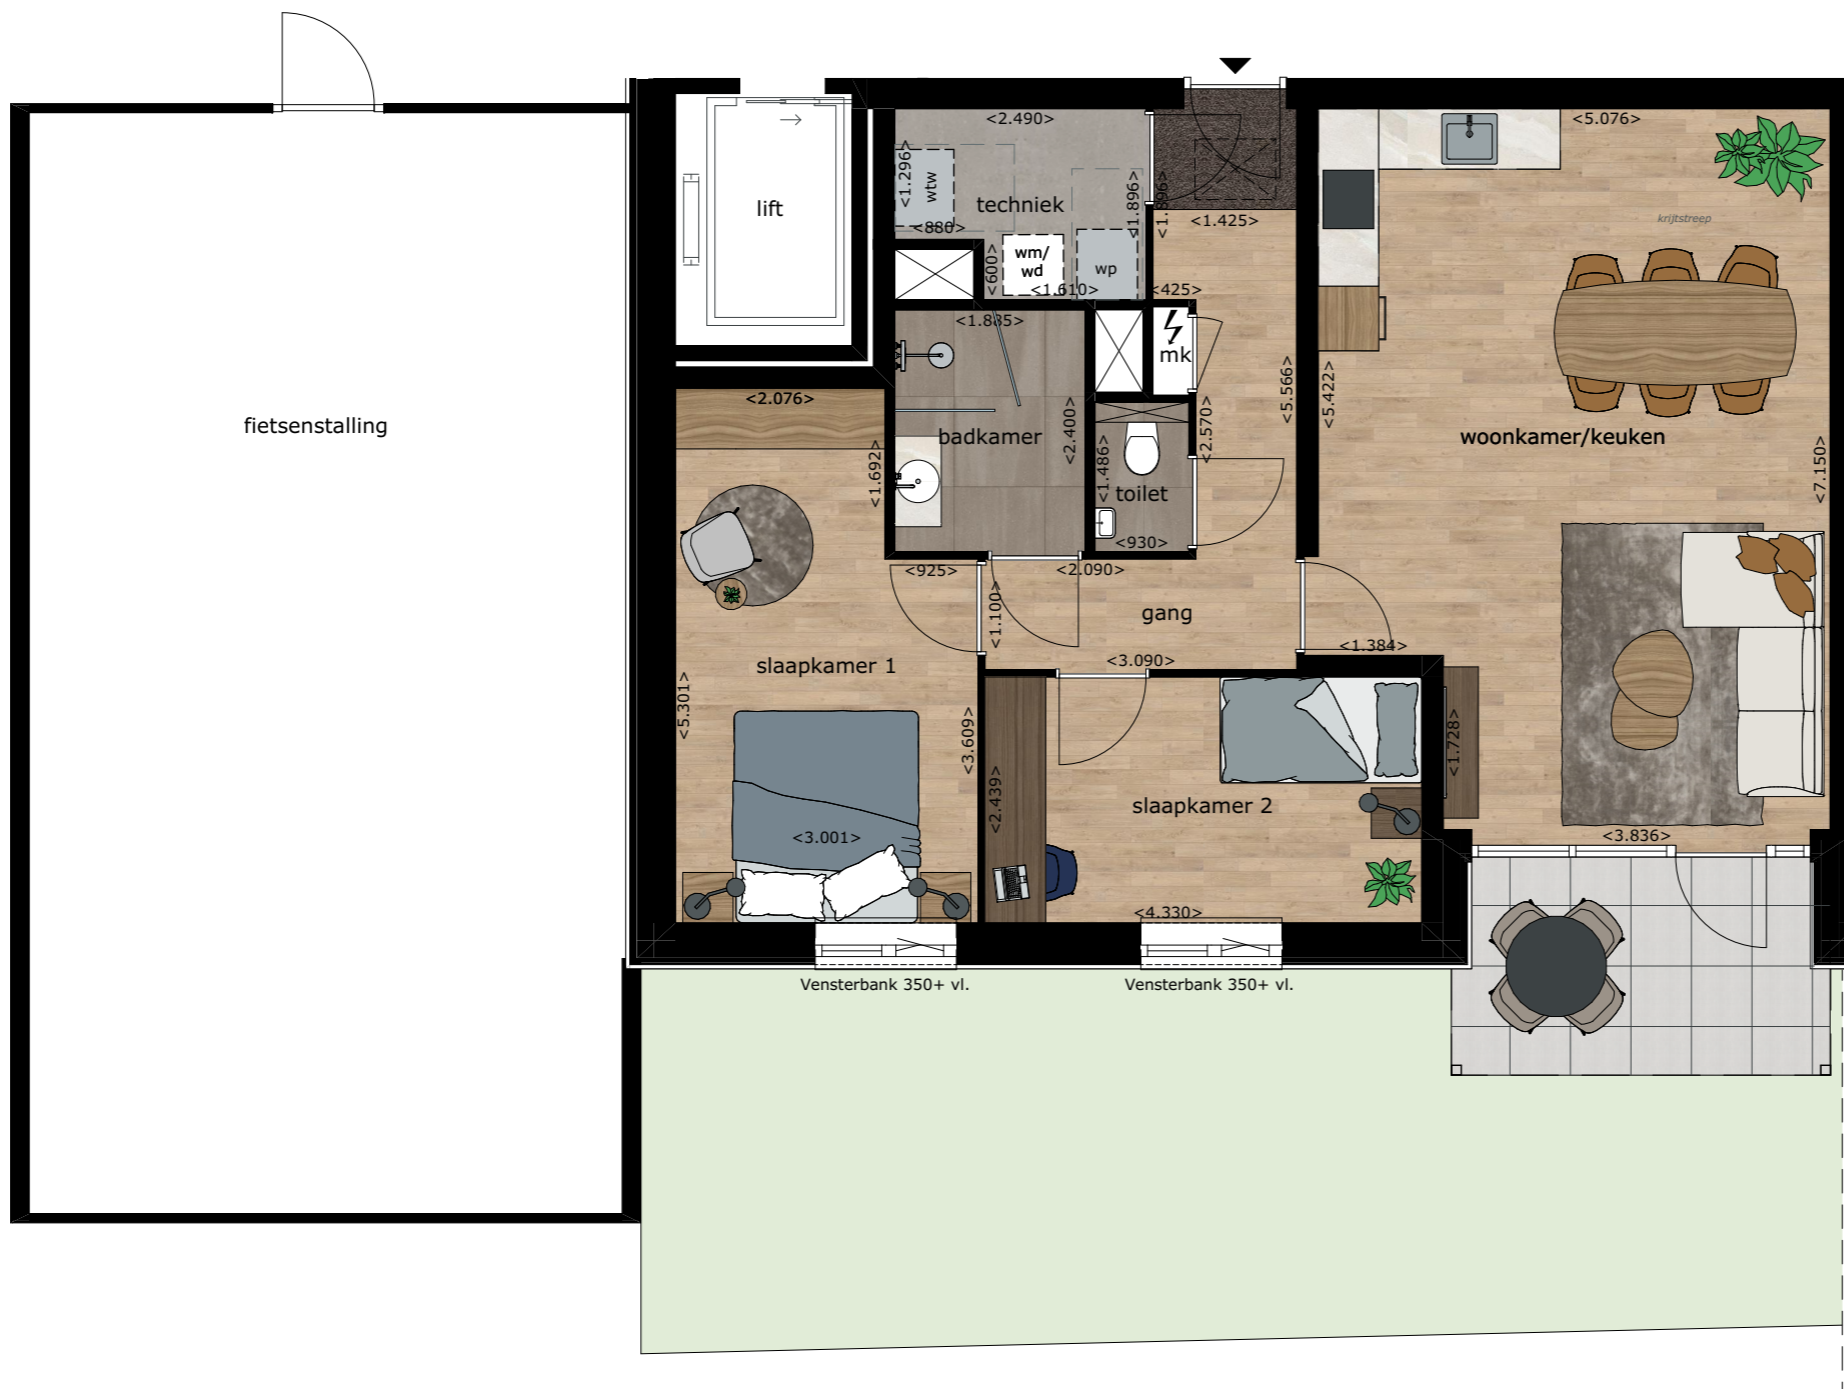 <2.490>
<5.076>
<1.296>
wtw
lift
techniek
<1.896>
<1.896>
<1.425>
krijtstreep
<880>
wm/
wd
wp
<600>
<1.610>
<425>
<1.885>
mk
<2.076>
<5.566>
<5.422>
fietsenstalling
badkamer
<2.400>
<2.570>
woonkamer/keuken
<1.692>
<1.486>
toilet
<7.150>
<930>
<925>
<2.090>
<1.100>
gang
<1.384>
slaapkamer 1
<3.090>
<5.301>
<3.609>
<1.728>
<2.439>
slaapkamer 2
<3.001>
<3.836>
<4.330>
Vensterbank 350+ vl.
Vensterbank 350+ vl.